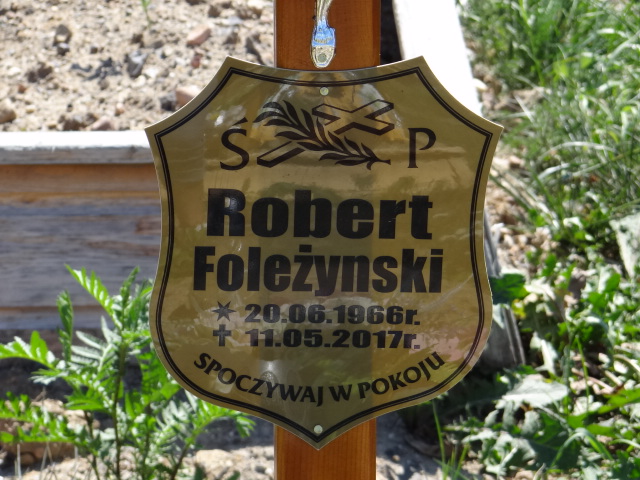 Ś P
Robert
Foleżynski
* 20.06.1966r.
✝ 11.05.2017r.
SPOCZYWAJ W POKOJU